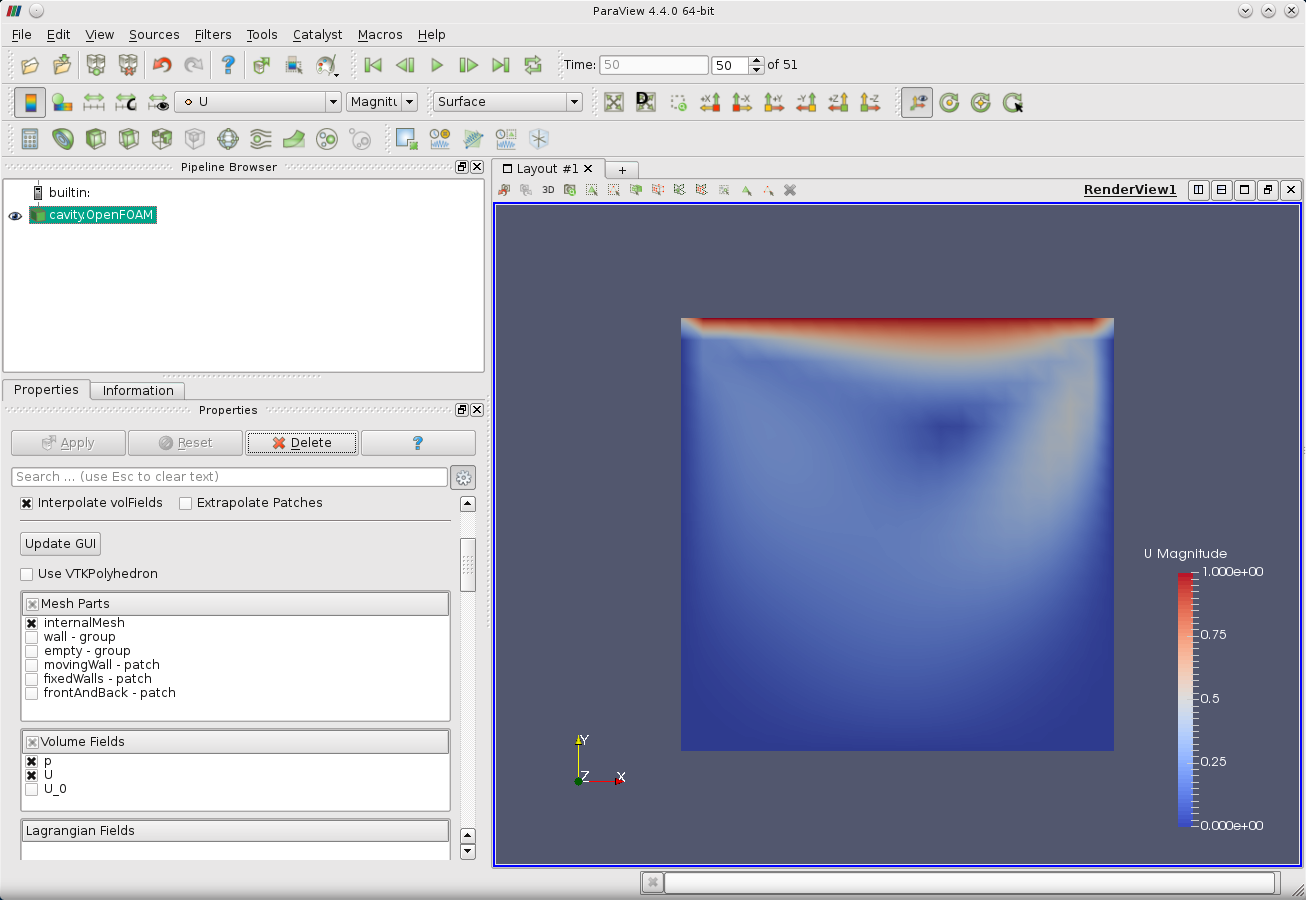 ParaView 4.4.0 64-bit
File Edit View Sources Filters Tools Catalyst Macros Help
? Time: 50 50 of 51
U Magnitu Surface
D +X -X +Y -Y +Z -Z
Pipeline Browser
builtin:
cavity.OpenFOAM
Properties Information
Properties
Apply Reset Delete ?
Search ... (use Esc to clear text)
Interpolate volFields Extrapolate Patches
Update GUI
Use VTKPolyhedron
Mesh Parts
internalMesh
wall - group
empty - group
movingWall - patch
fixedWalls - patch
frontAndBack - patch
Volume Fields
p
U
U_0
Lagrangian Fields
Layout #1 +
3D RenderView1
U Magnitude
1.000e+00
0.75
0.5
0.25
0.000e+00
Y
Z X